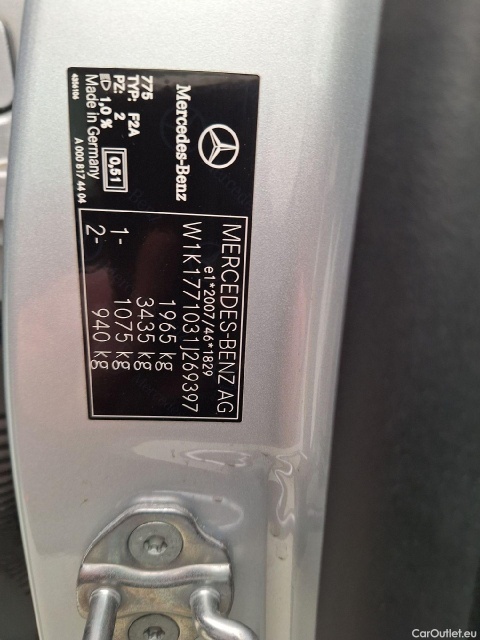 MERCEDES-BENZ AG
e1*2007/46*1829
W1K1771031J269397
1965 kg
3435 kg
1- 1075 kg
2- 940 kg
Mercedes-Benz
775
TYP: F2A
PZ: 2
1,0 %
0,51
Made in Germany
4356106
A 000 817 44 04
CarOutlet.eu